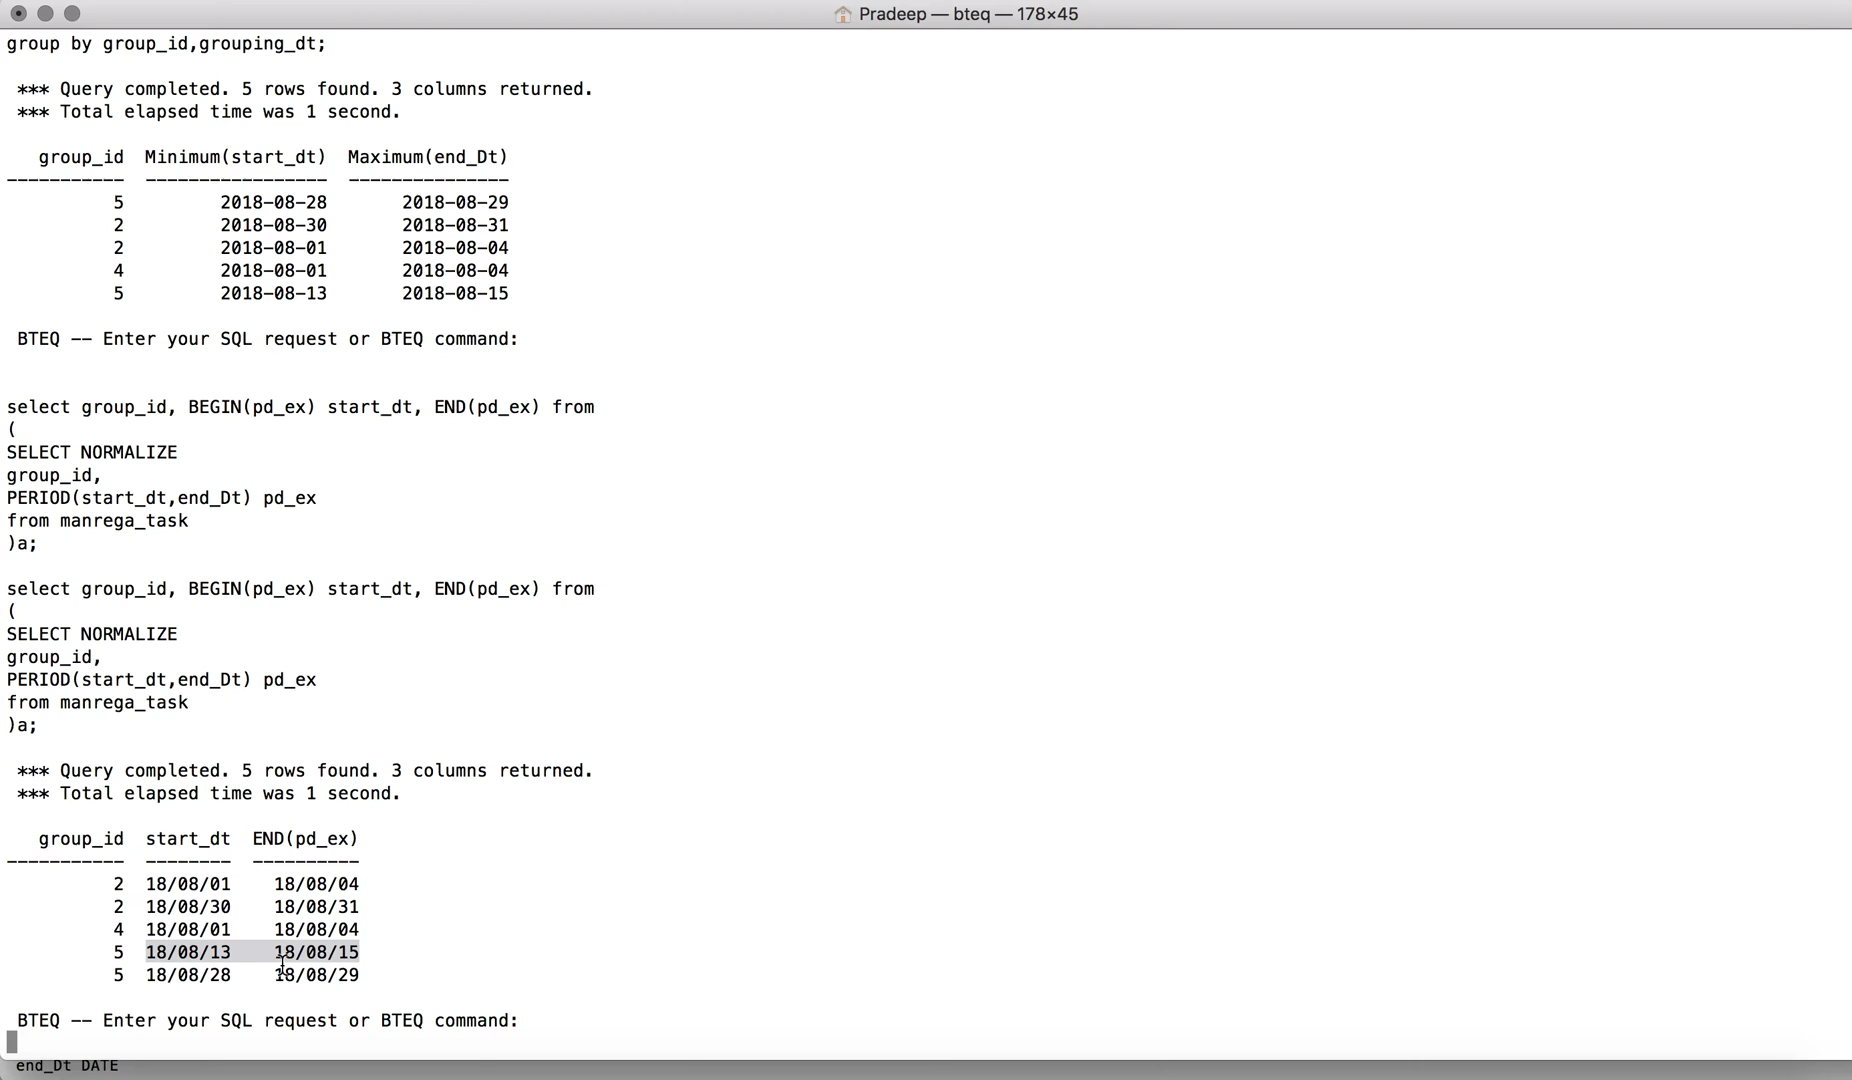 Pradeep — bteq — 178×45
group by group_id,grouping_dt;
*** Query completed. 5 rows found. 3 columns returned.
*** Total elapsed time was 1 second.
group_id Minimum(start_dt) Maximum(end_Dt)
----------- ----------------- ---------------
5 2018-08-28 2018-08-29
2 2018-08-30 2018-08-31
2 2018-08-01 2018-08-04
4 2018-08-01 2018-08-04
5 2018-08-13 2018-08-15
BTEQ -- Enter your SQL request or BTEQ command:
select group_id, BEGIN(pd_ex) start_dt, END(pd_ex) from
(
SELECT NORMALIZE
group_id,
PERIOD(start_dt,end_Dt) pd_ex
from manrega_task
)a;
select group_id, BEGIN(pd_ex) start_dt, END(pd_ex) from
(
SELECT NORMALIZE
group_id,
PERIOD(start_dt,end_Dt) pd_ex
from manrega_task
)a;
*** Query completed. 5 rows found. 3 columns returned.
*** Total elapsed time was 1 second.
group_id start_dt END(pd_ex)
----------- -------- ----------
2 18/08/01 18/08/04
2 18/08/30 18/08/31
4 18/08/01 18/08/04
5 18/08/13 18/08/15
5 18/08/28 18/08/29
BTEQ -- Enter your SQL request or BTEQ command:
end_Dt DATE